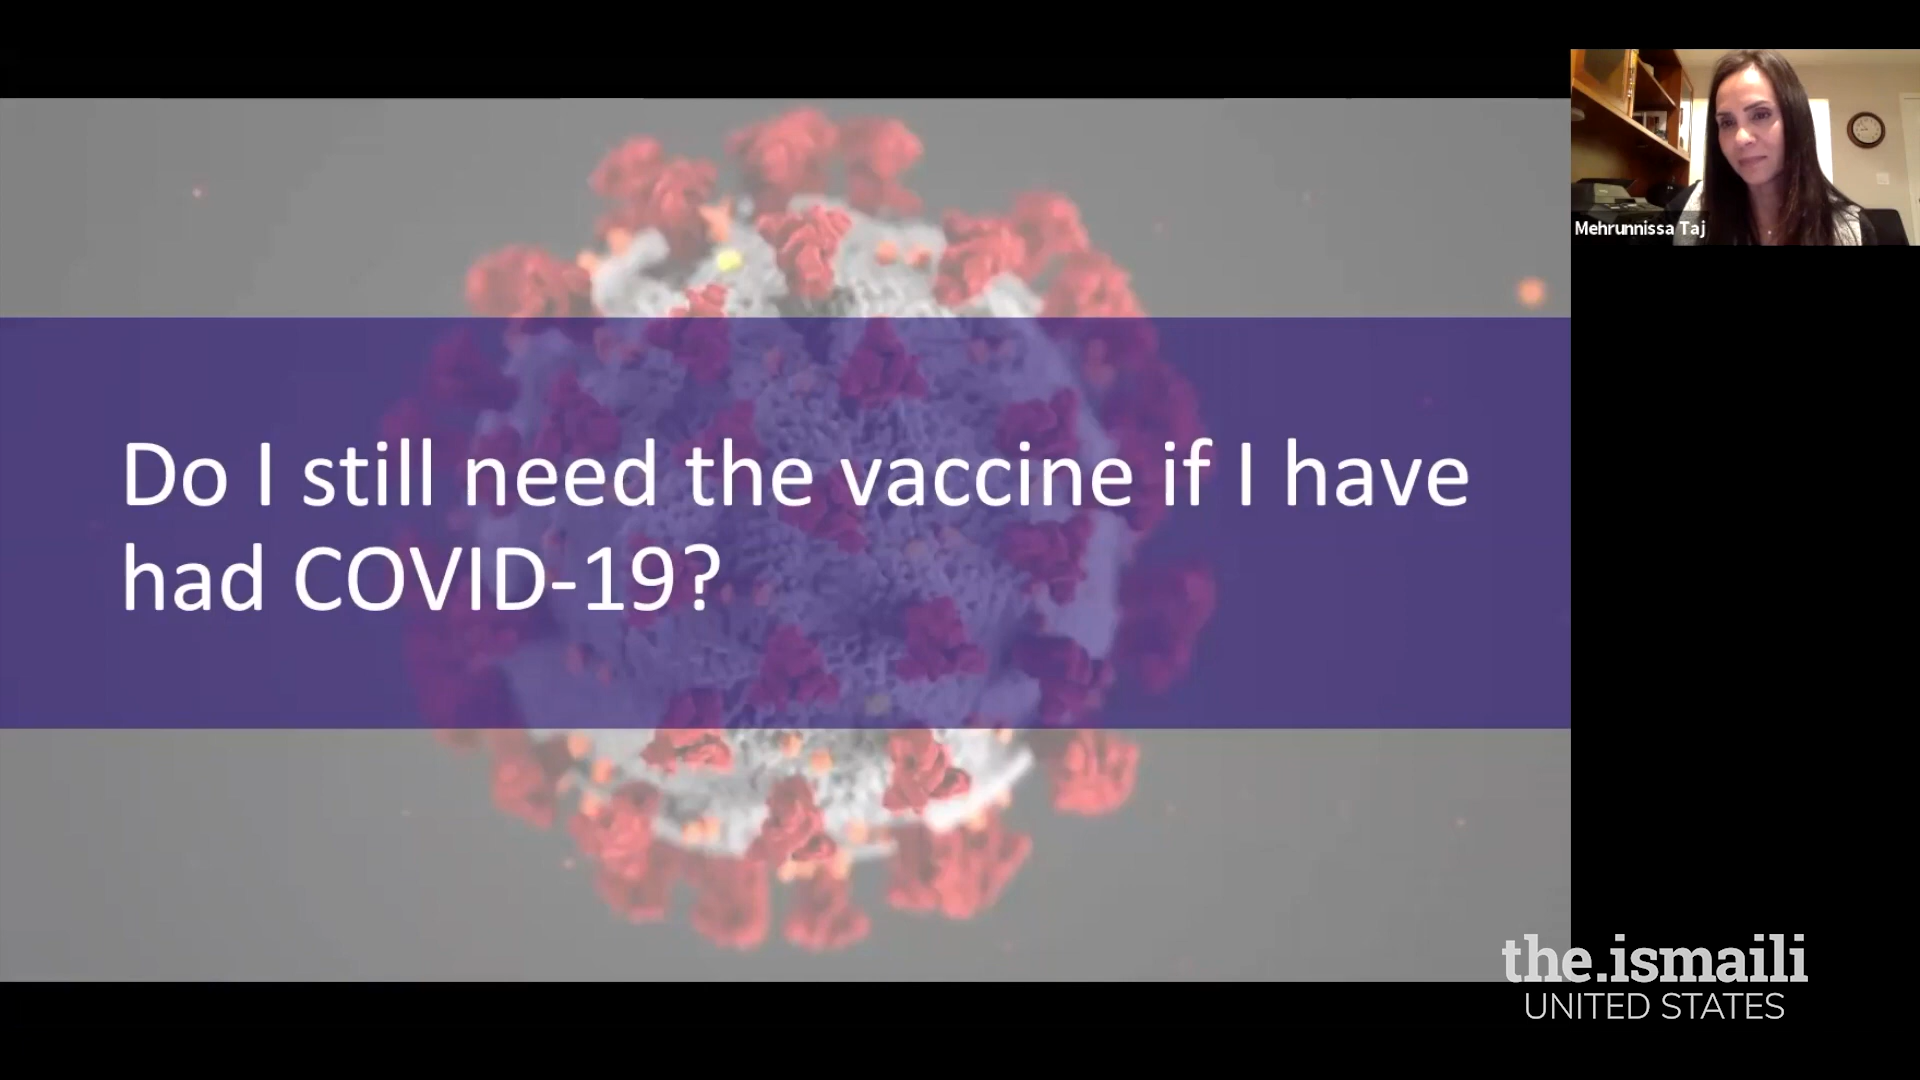 Do I still need the vaccine if I have
had COVID-19?
Mehrunnissa Taj
the.ismaili
UNITED STATES